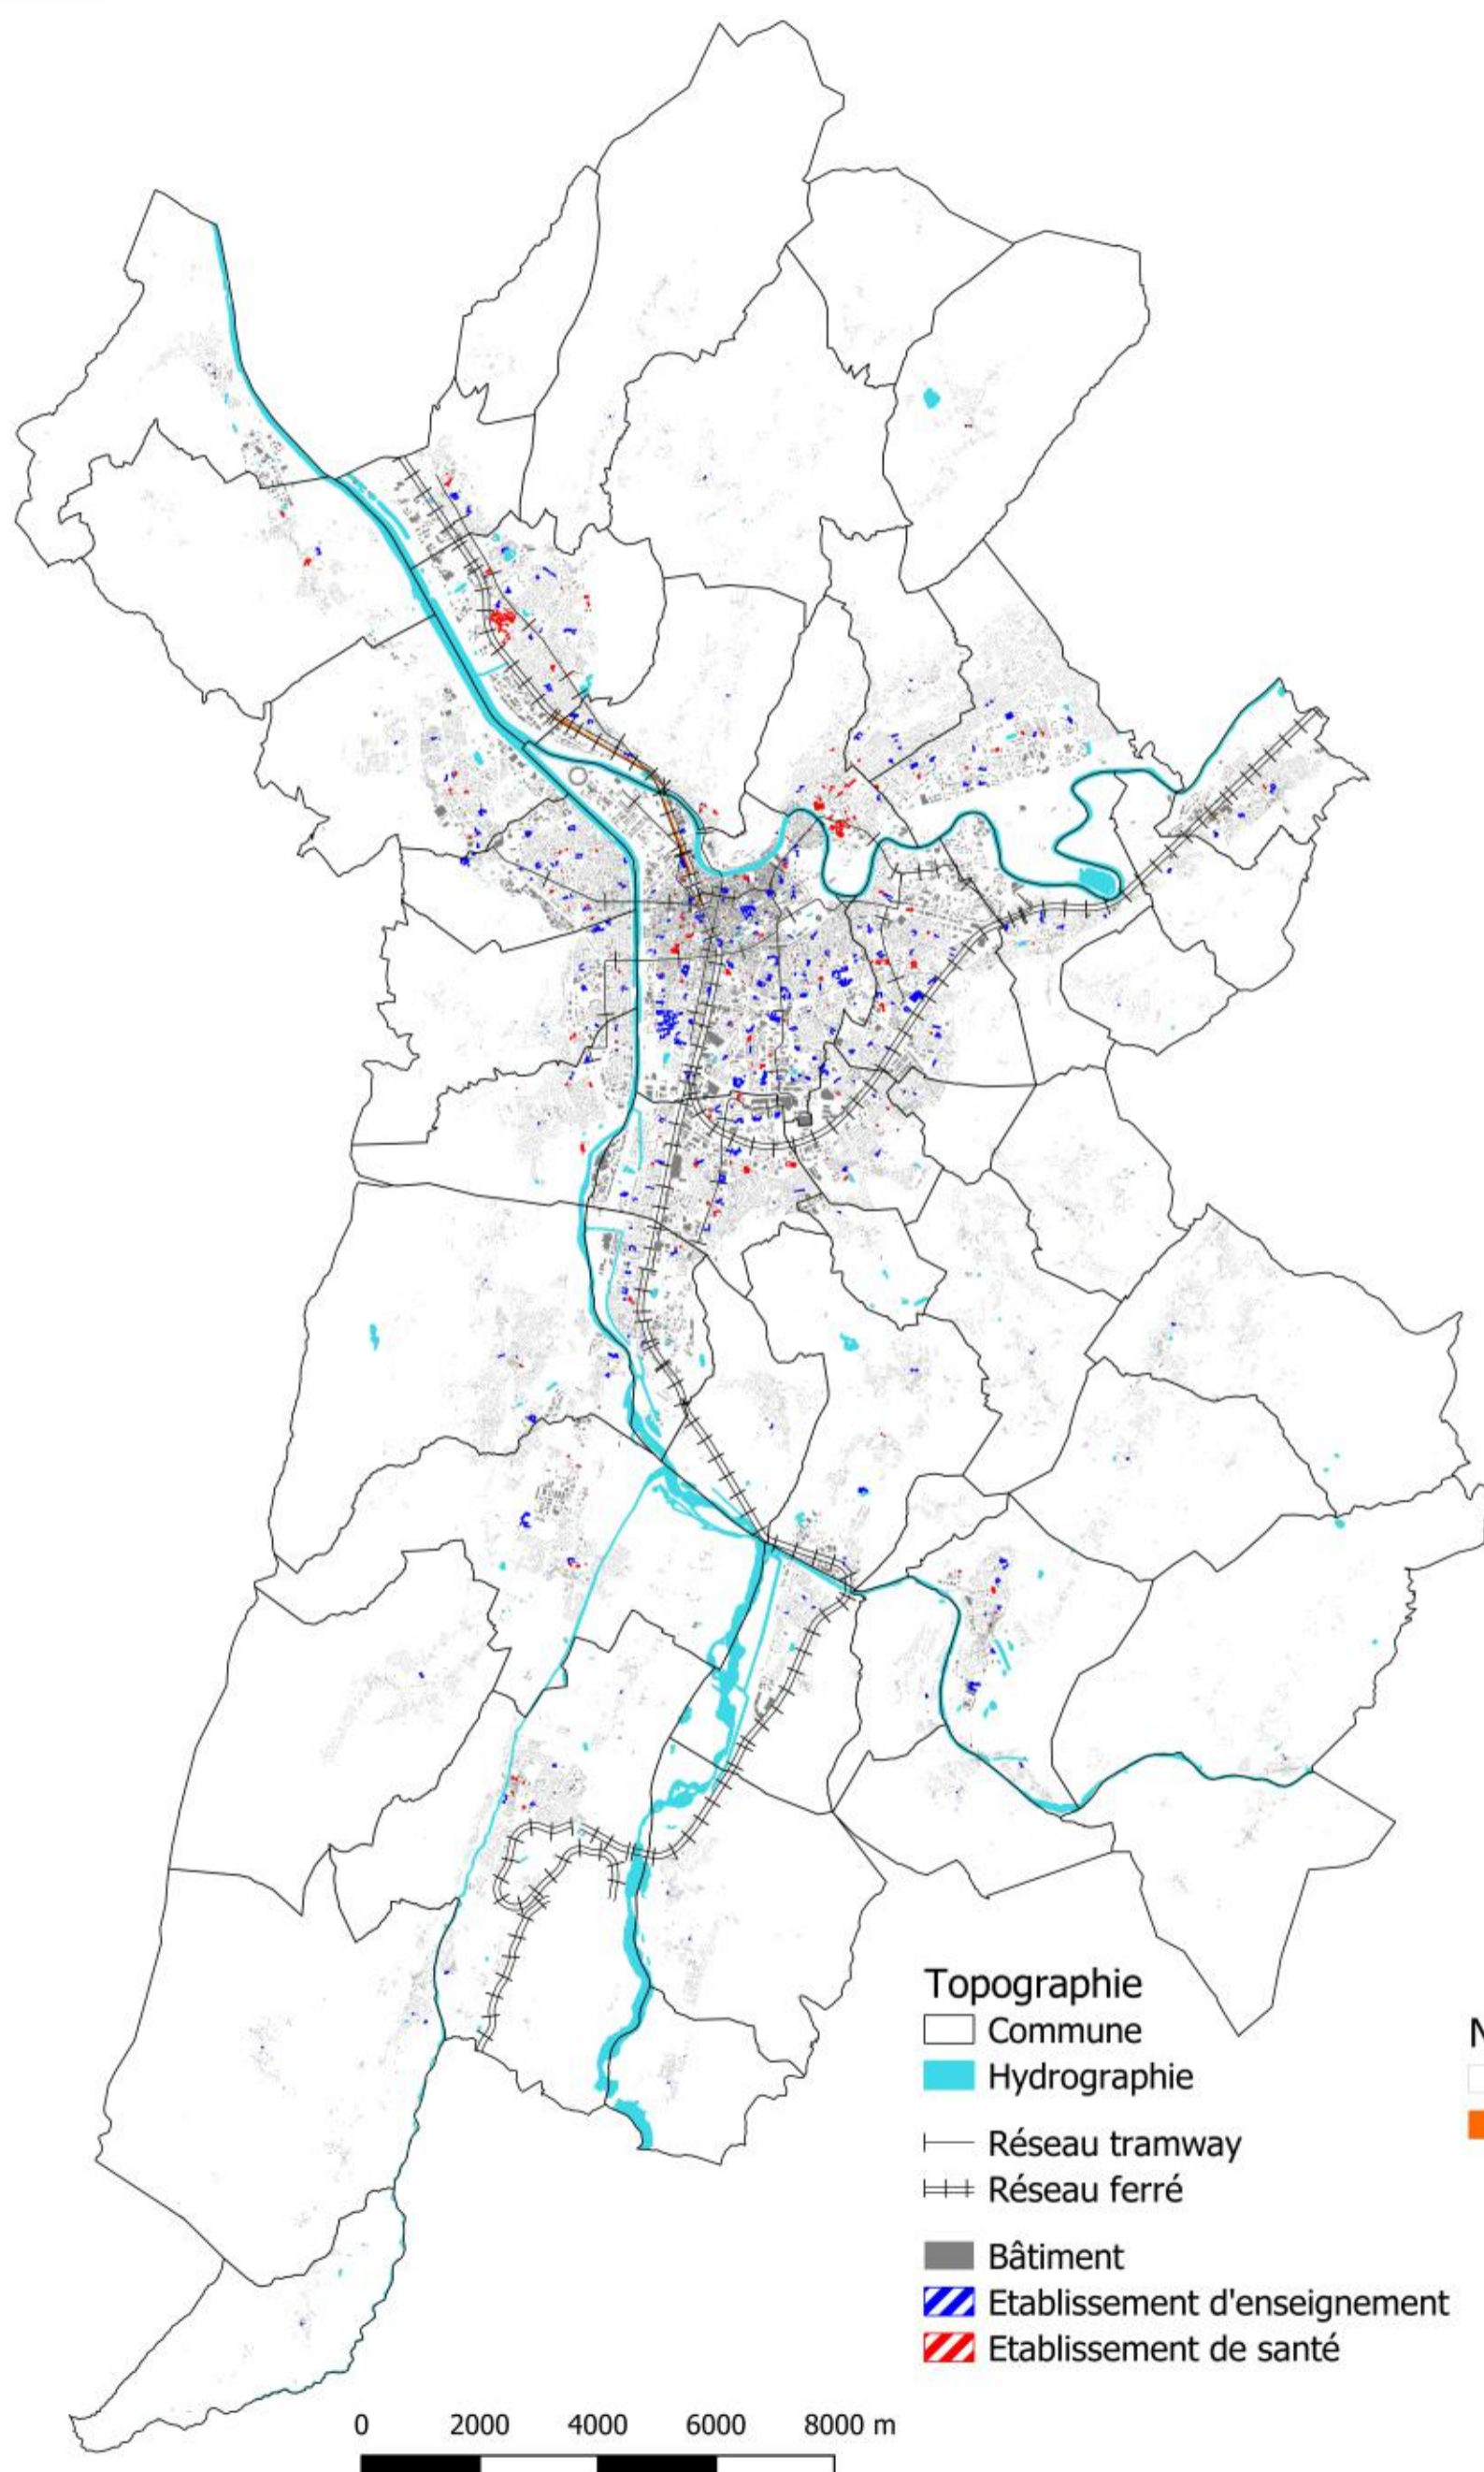 Topographie
Commune
Hydrographie
Réseau tramway
Réseau ferré
Bâtiment
Etablissement d'enseignement
Etablissement de santé
N
0 2000 4000 6000 8000 m